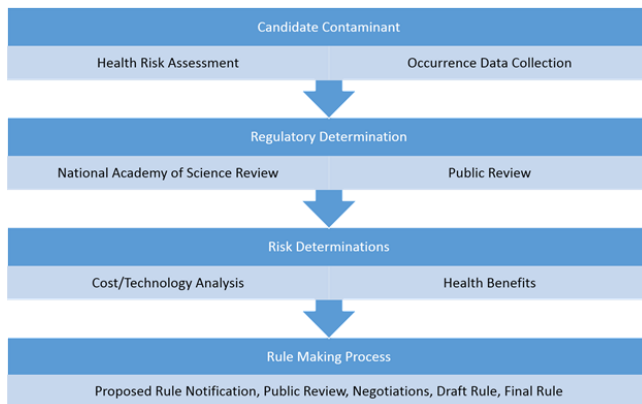 Candidate Contaminant
Health Risk Assessment
Occurrence Data Collection
Regulatory Determination
National Academy of Science Review
Public Review
Risk Determinations
Cost/Technology Analysis
Health Benefits
Rule Making Process
Proposed Rule Notification, Public Review, Negotiations, Draft Rule, Final Rule